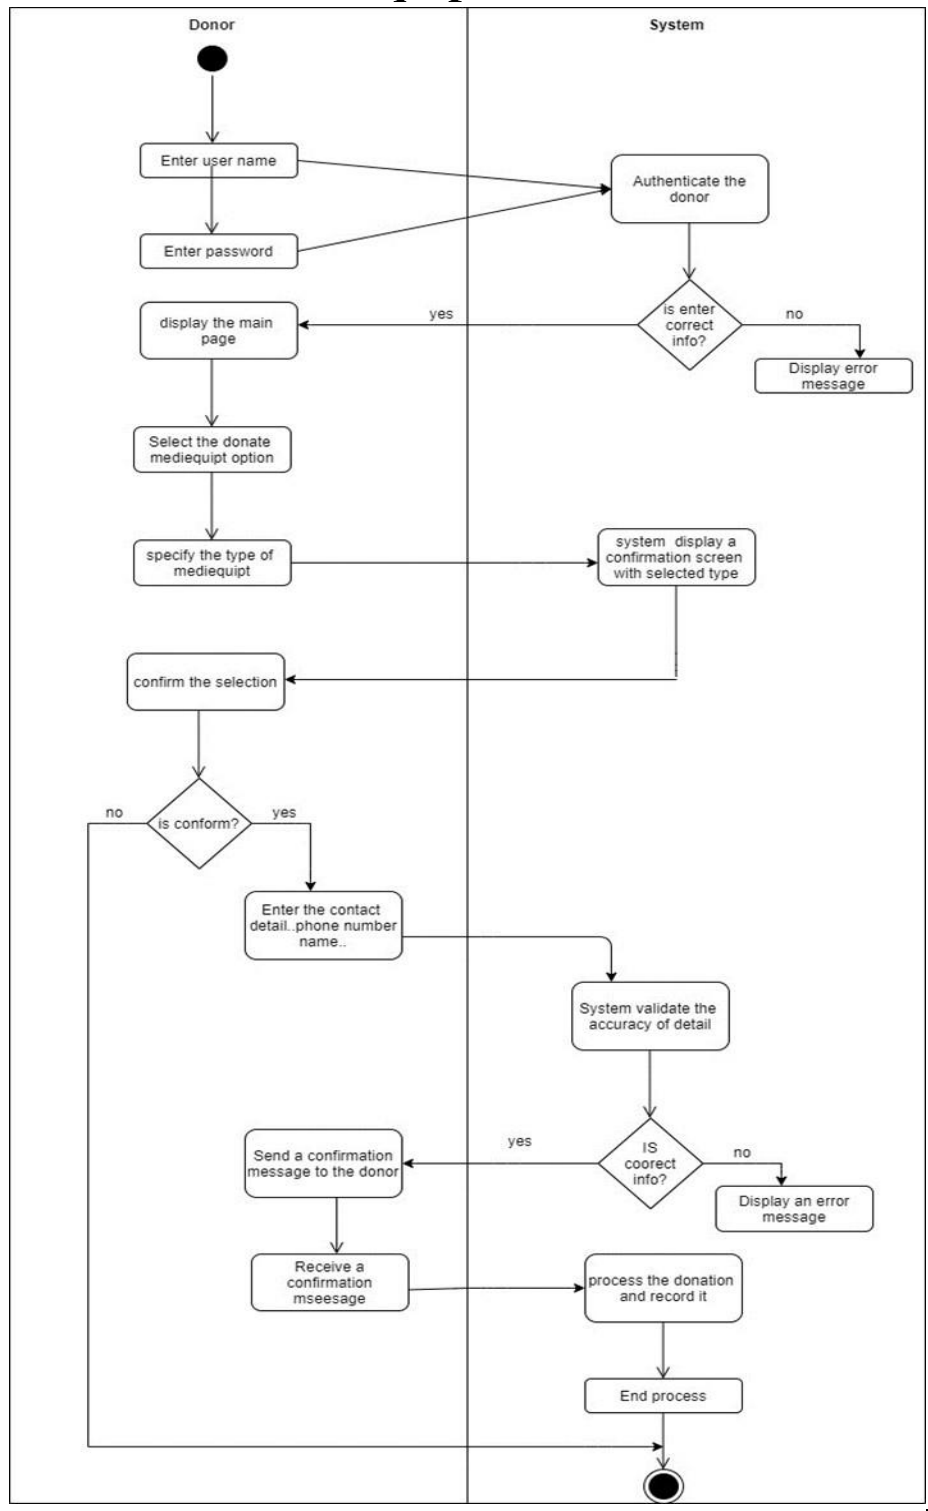 Donor
System
Enter user name
Authenticate the
donor
Enter password
is enter
correct
info?
yes
no
display the main
page
Display error
message
Select the donate
mediequipt option
specify the type of
mediequipt
system display a
confirmation screen
with selected type
confirm the selection
is conform?
no
yes
Enter the contact
detail..phone number
name..
System validate the
accuracy of detail
IS
coorect
info?
yes
no
Send a confirmation
message to the donor
Display an error
message
Receive a
confirmation
mseesage
process the donation
and record it
End process